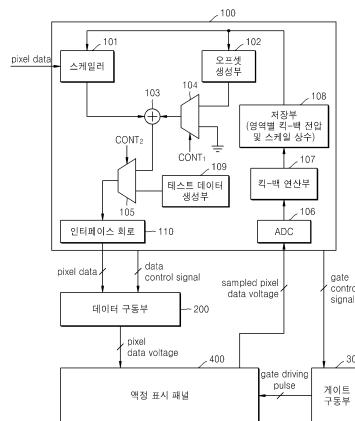 100
101
102
pixel data
스케일러
오프셋
생성부
104
108
103
저장부
(영역별 킥-백 전압
및 스케일 상수)
CONT2
CONT1
109
107
테스트 데이터
생성부
킥-백 연산부
105
106
인터페이스 회로
110
ADC
pixel data
data
control signal
sampled pixel
data voltage
gate
control
signal
데이터 구동부
200
pixel
data voltage
400
gate driving
pulse
액정 표시 패널
게이트
구동부